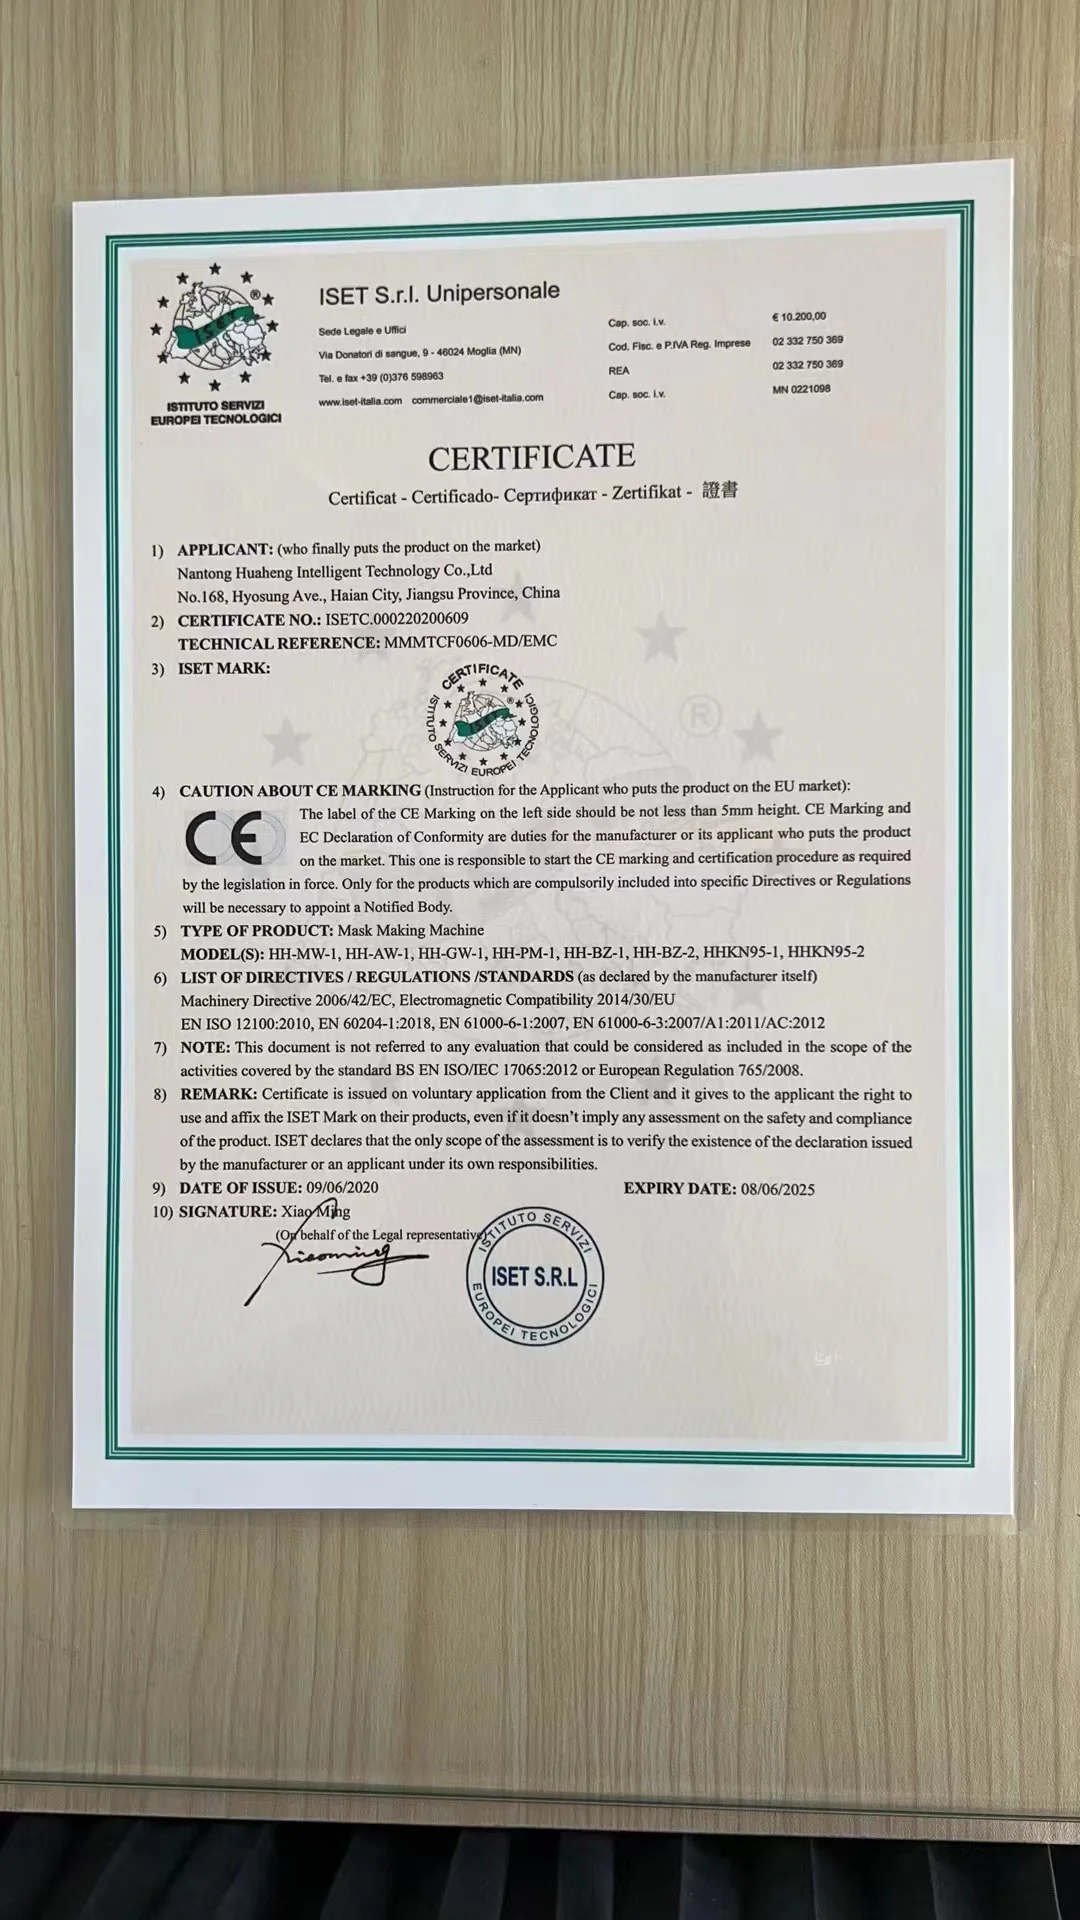 ISET
®
ISTITUTO SERVIZI
EUROPEI TECNOLOGICI
ISET S.r.l. Unipersonale
Sede Legale e Uffici
Via Donatori di sangue, 9 - 46024 Moglia (MN)
Tel. e fax +39 (0)376 598963
www.iset-italia.com commerciale1@iset-italia.com
Cap. soc. i.v. € 10.200,00
Cod. Fisc. e P.IVA Reg. Imprese 02 332 750 369
REA 02 332 750 369
Cap. soc. i.v. MN 0221098
CERTIFICATE
Certificat - Certificado- Сертификат - Zertifikat - 證書
1) APPLICANT: (who finally puts the product on the market)
Nantong Huaheng Intelligent Technology Co.,Ltd
No.168, Hyosung Ave., Haian City, Jiangsu Province, China
2) CERTIFICATE NO.: ISETC.000220200609
TECHNICAL REFERENCE: MMMTCF0606-MD/EMC
3) ISET MARK:
CERTIFICATE
ISTITUTO SERVIZI EUROPEI TECNOLOGICI
ISET
®
®
4) CAUTION ABOUT CE MARKING (Instruction for the Applicant who puts the product on the EU market):
CE
The label of the CE Marking on the left side should be not less than 5mm height. CE Marking and
EC Declaration of Conformity are duties for the manufacturer or its applicant who puts the product
on the market. This one is responsible to start the CE marking and certification procedure as required
by the legislation in force. Only for the products which are compulsorily included into specific Directives or Regulations
will be necessary to appoint a Notified Body.
5) TYPE OF PRODUCT: Mask Making Machine
MODEL(S): HH-MW-1, HH-AW-1, HH-GW-1, HH-PM-1, HH-BZ-1, HH-BZ-2, HHKN95-1, HHKN95-2
6) LIST OF DIRECTIVES / REGULATIONS /STANDARDS (as declared by the manufacturer itself)
Machinery Directive 2006/42/EC, Electromagnetic Compatibility 2014/30/EU
EN ISO 12100:2010, EN 60204-1:2018, EN 61000-6-1:2007, EN 61000-6-3:2007/A1:2011/AC:2012
7) NOTE: This document is not referred to any evaluation that could be considered as included in the scope of the
activities covered by the standard BS EN ISO/IEC 17065:2012 or European Regulation 765/2008.
8) REMARK: Certificate is issued on voluntary application from the Client and it gives to the applicant the right to
use and affix the ISET Mark on their products, even if it doesn't imply any assessment on the safety and compliance
of the product. ISET declares that the only scope of the assessment is to verify the existence of the declaration issued
by the manufacturer or an applicant under its own responsibilities.
9) DATE OF ISSUE: 09/06/2020 EXPIRY DATE: 08/06/2025
10) SIGNATURE: Xiao Ming
(On behalf of the Legal representative)
Xiaoming
ISTITUTO SERVIZI
ISET S.R.L
EUROPEI TECNOLOGICI